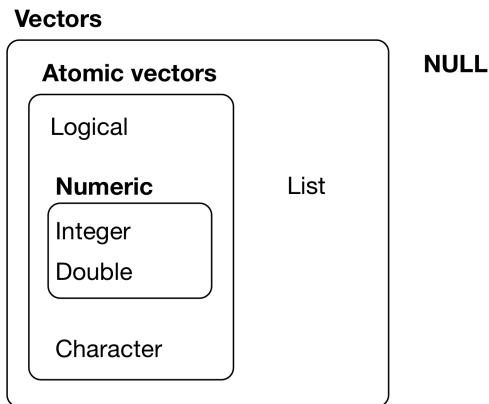 Vectors
NULL
Atomic vectors
Logical
Numeric
List
Integer
Double
Character